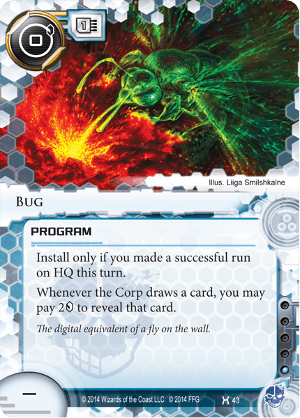 0
1
Illus. Liiga Smilshkalne
BUG
PROGRAM
Install only if you made a successful run
on HQ this turn.
Whenever the Corp draws a card, you may
pay 2 to reveal that card.
The digital equivalent of a fly on the wall.
–
© 2014 Wizards of the Coast LLC. © 2014 FFG 43